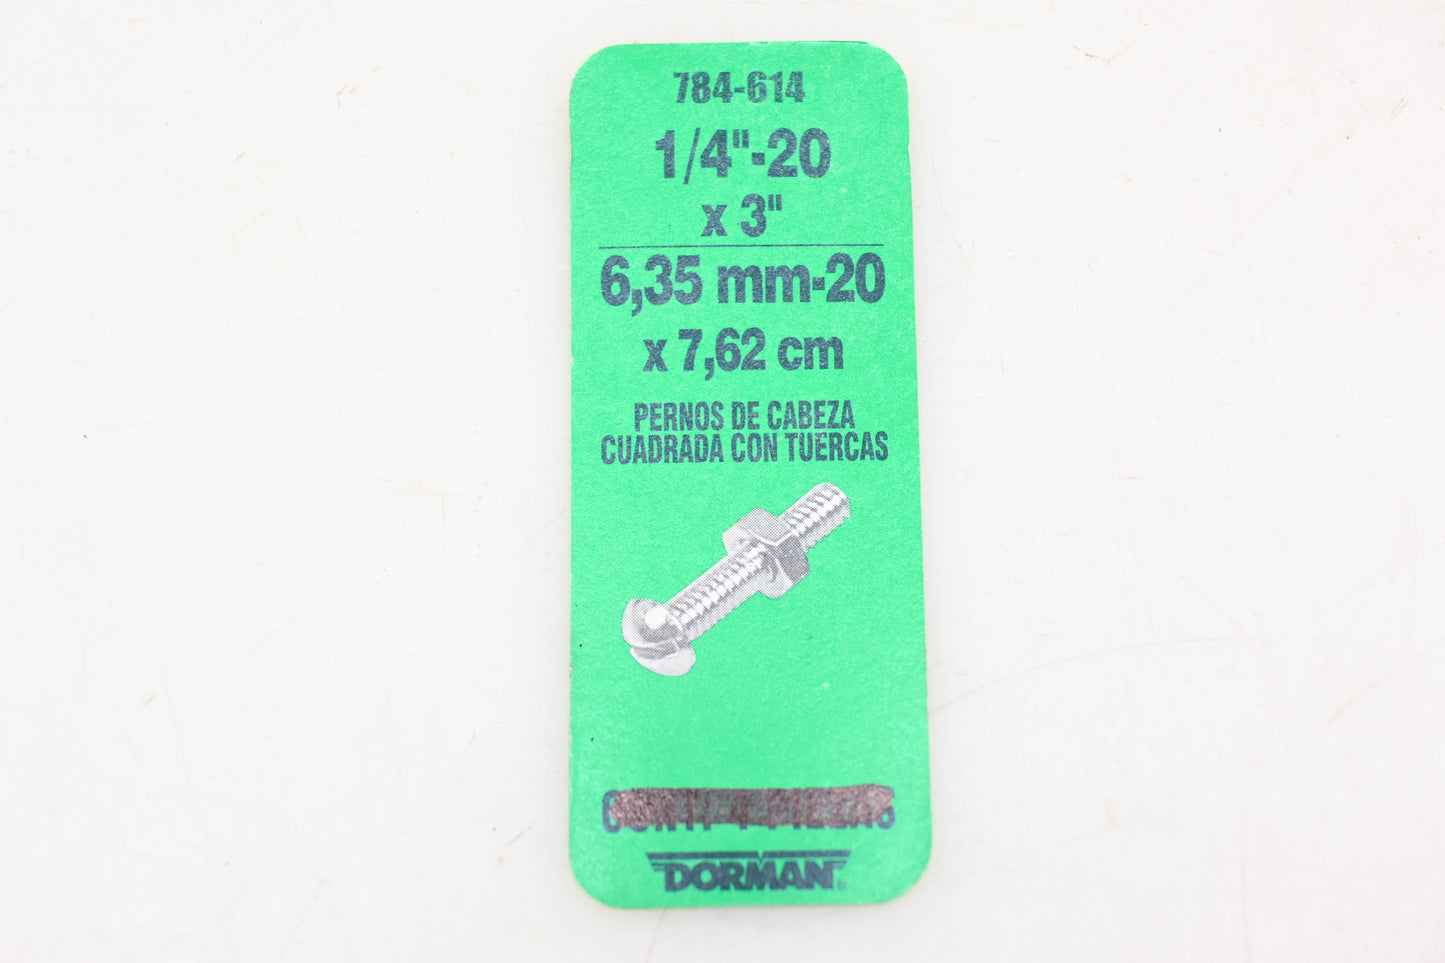 784-614
1/4"-20
x 3"
6,35 mm-20
x 7,62 cm
PERNOS DE CABEZA
CUADRADA CON TUERCAS
DORMAN